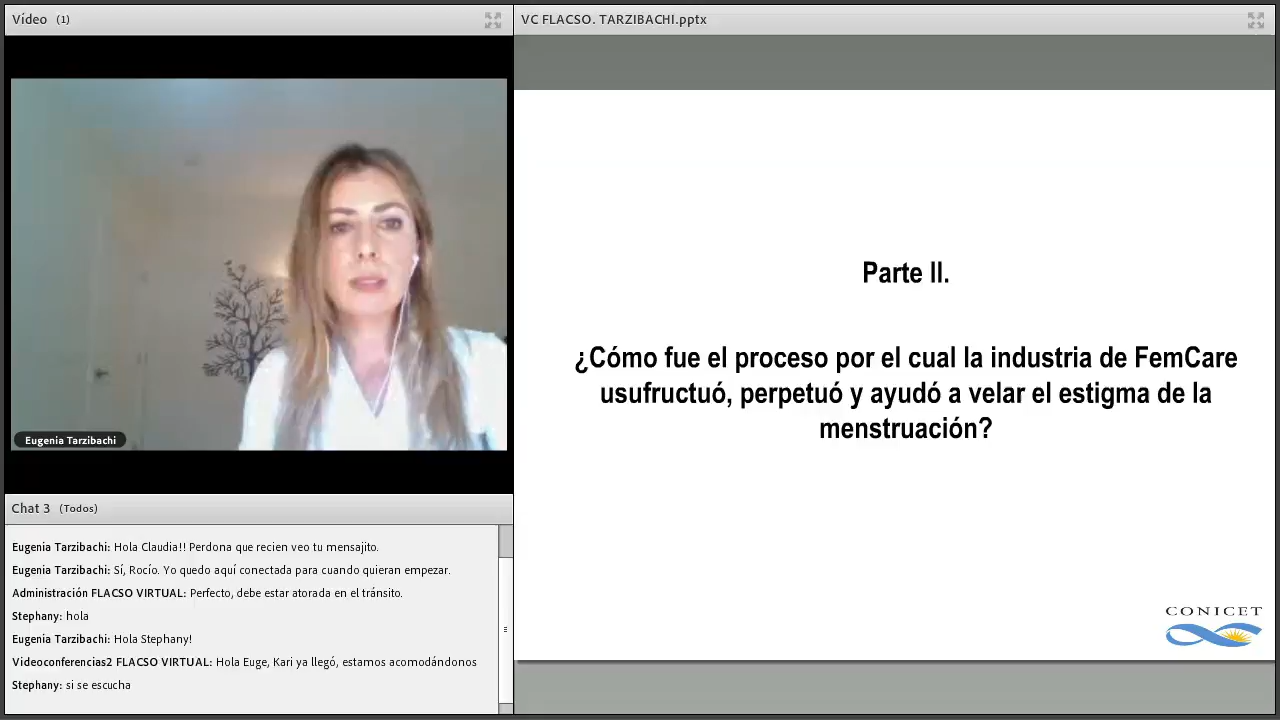 Vídeo (1)
VC FLACSO. TARZIBACHI.pptx
Eugenia Tarzibachi
Chat 3 (Todos)
Eugenia Tarzibachi: Hola Claudia!! Perdona que recien veo tu mensajito.
Eugenia Tarzibachi: Sí, Rocío. Yo quedo aquí conectada para cuando quieran empezar.
Administración FLACSO VIRTUAL: Perfecto, debe estar atorada en el tránsito.
Stephany: hola
Eugenia Tarzibachi: Hola Stephany!
Videoconferencias2 FLACSO VIRTUAL: Hola Euge, Kari ya llegó, estamos acomodándonos
Stephany: si se escucha
Parte II.
¿Cómo fue el proceso por el cual la industria de FemCare
usufructuó, perpetuó y ayudó a velar el estigma de la
menstruación?
CONICET